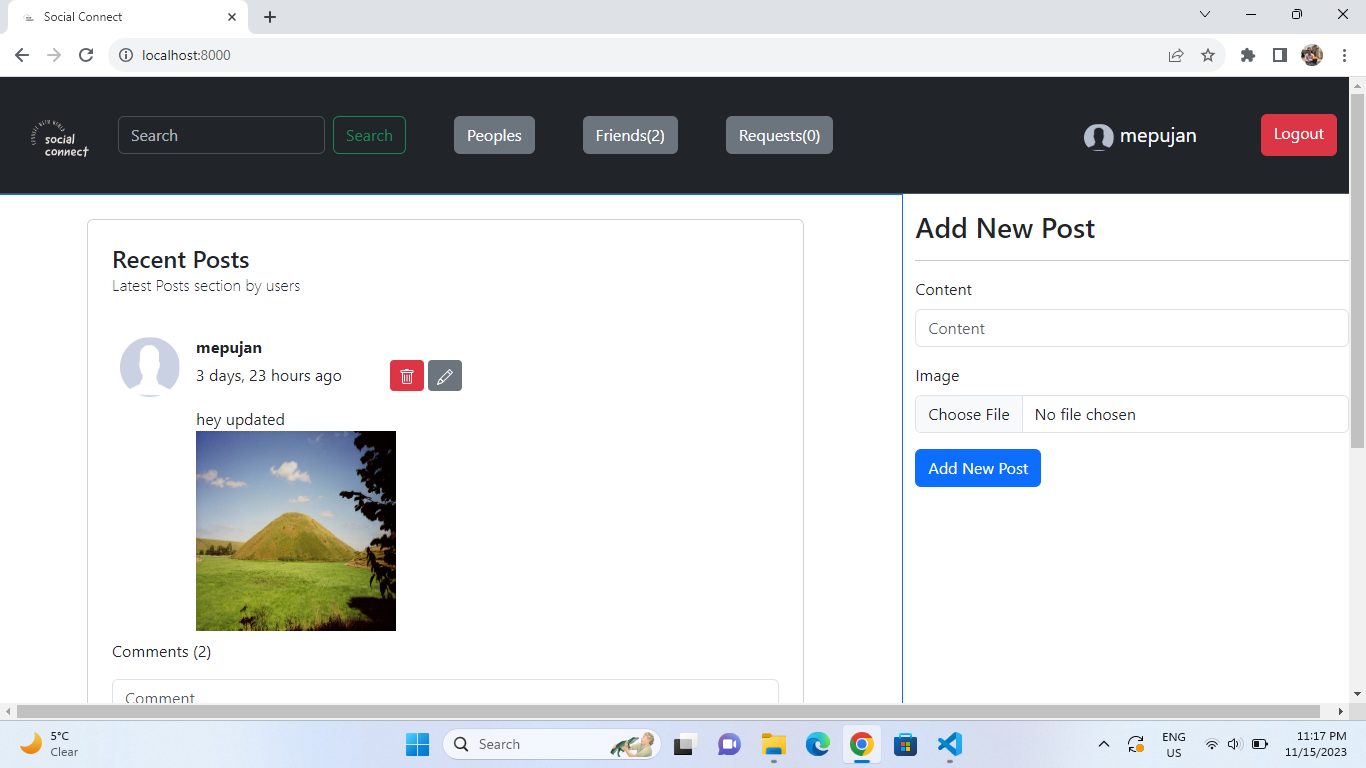 Social Connect
localhost:8000
CONNECT WITH WORLD
social
connect
Search
Search
Peoples
Friends(2)
Requests(0)
mepujan
Logout
Recent Posts
Latest Posts section by users
mepujan
3 days, 23 hours ago
hey updated
Comments (2)
Comment
Add New Post
Content
Content
Image
Choose File No file chosen
Add New Post
5°C
Clear
Search
ENG
US
11:17 PM
11/15/2023